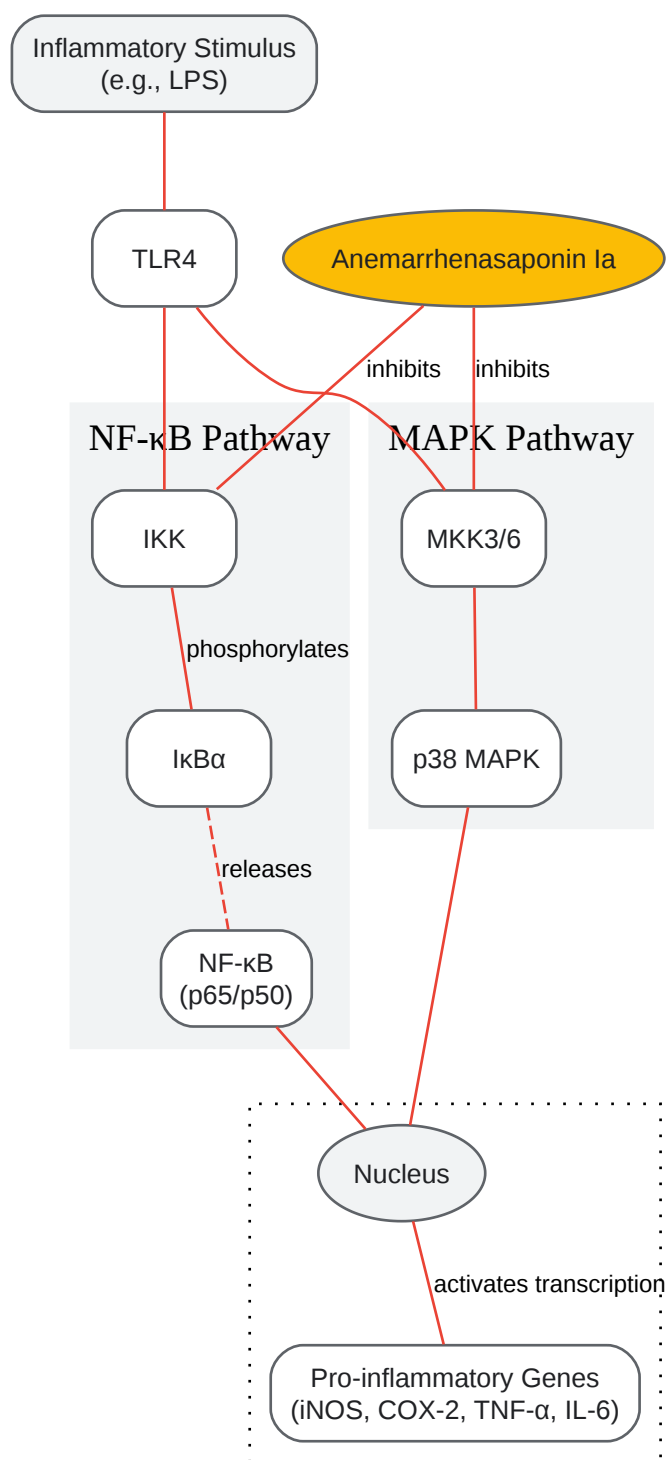 Inflammatory Stimulus
(e.g., LPS)
TLR4
Anemarrhenasaponin Ia
inhibits
inhibits
NF-κB Pathway
MAPK Pathway
IKK
MKK3/6
phosphorylates
IκBα
p38 MAPK
releases
NF-κB
(p65/p50)
Nucleus
activates transcription
Pro-inflammatory Genes
(iNOS, COX-2, TNF-α, IL-6)